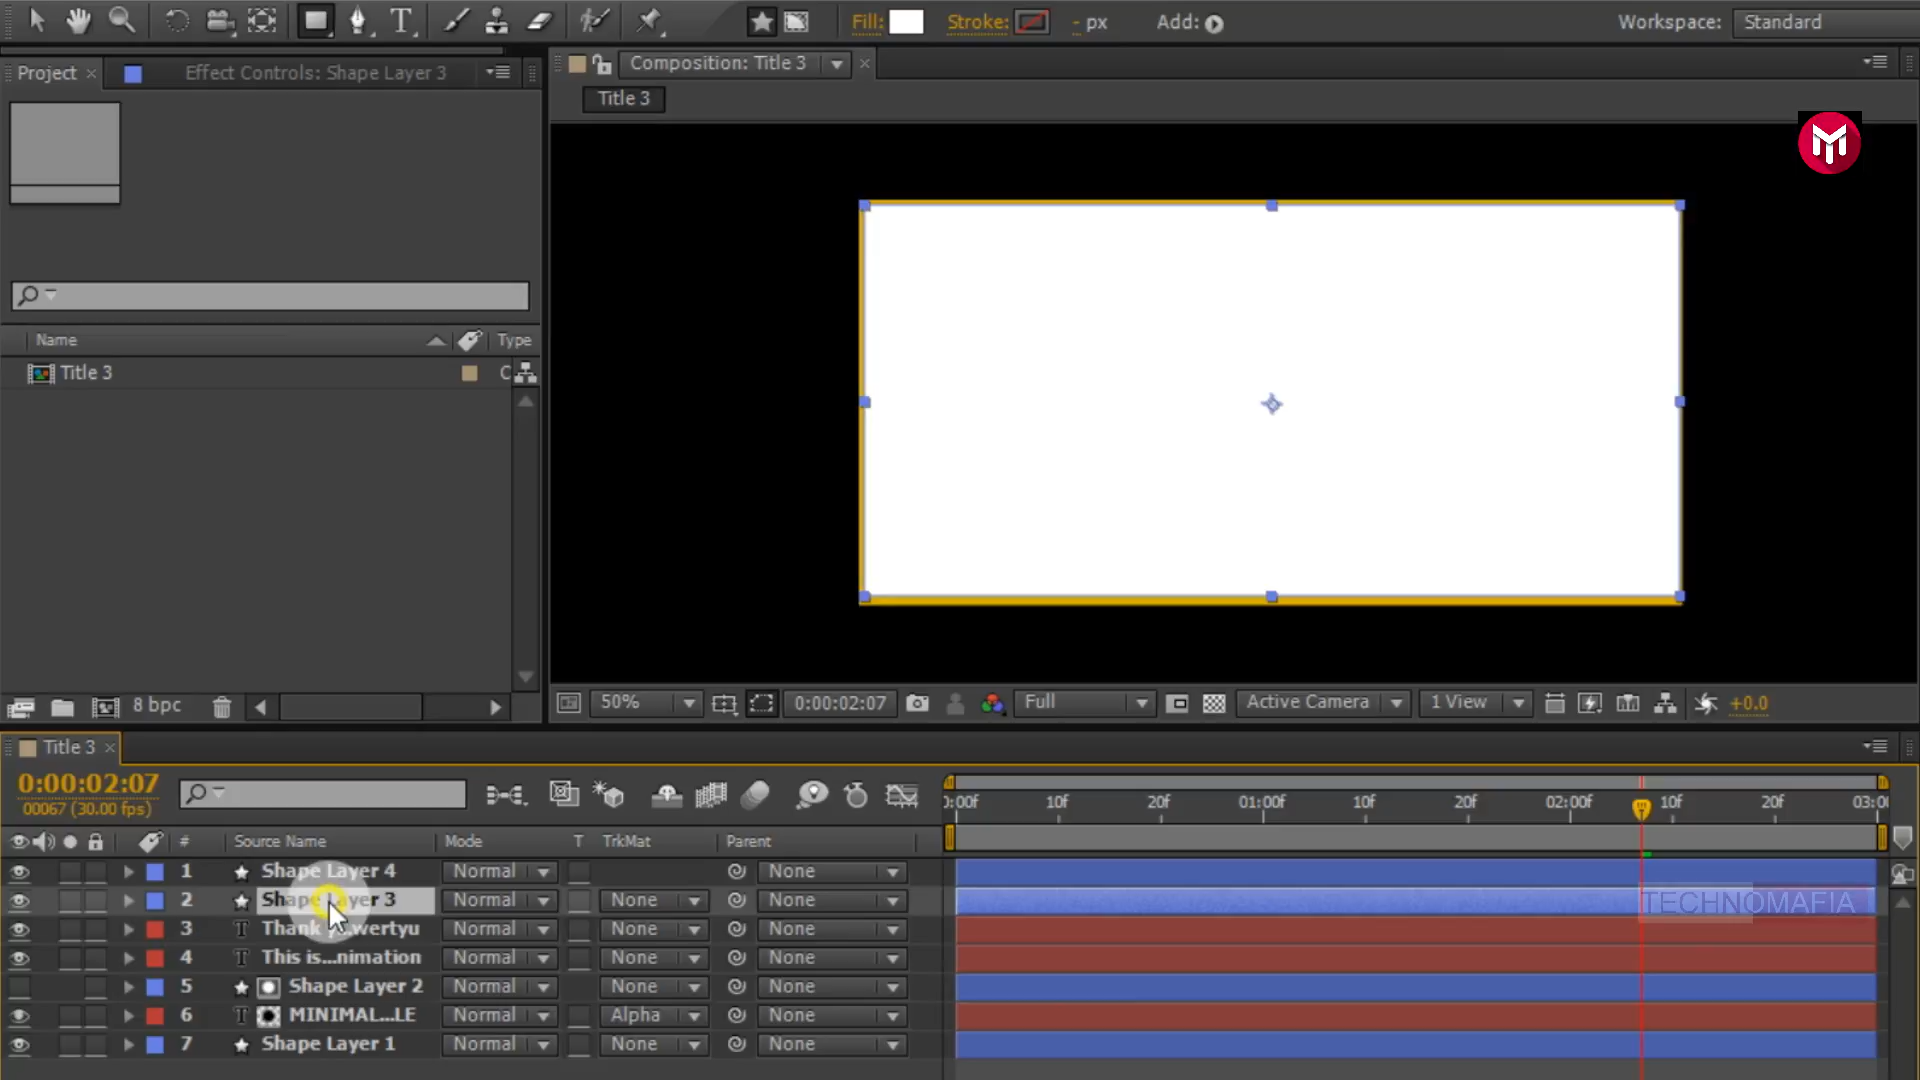 Fill: Stroke: - px Add: Workspace: Standard
Project × Effect Controls: Shape Layer 3
Composition: Title 3 ×
Title 3
Name Type
Title 3 C
8 bpc
50% 0:00:02:07 Full Active Camera 1 View +0.0
Title 3 ×
0:00:02:07
00067 (30.00 fps)
):00f 10f 20f 01:00f 10f 20f 02:00f 10f 20f 03:0
# Source Name Mode T TrkMat Parent
1 Shape Layer 4 Normal None
2 Shape Layer 3 Normal None None TECHNOMAFIA
3 Thank y...wertyu Normal None None
4 T This is...nimation Normal None None
5 Shape Layer 2 Normal None None
6 T MINIMAL...LE Normal Alpha None
7 Shape Layer 1 Normal None None